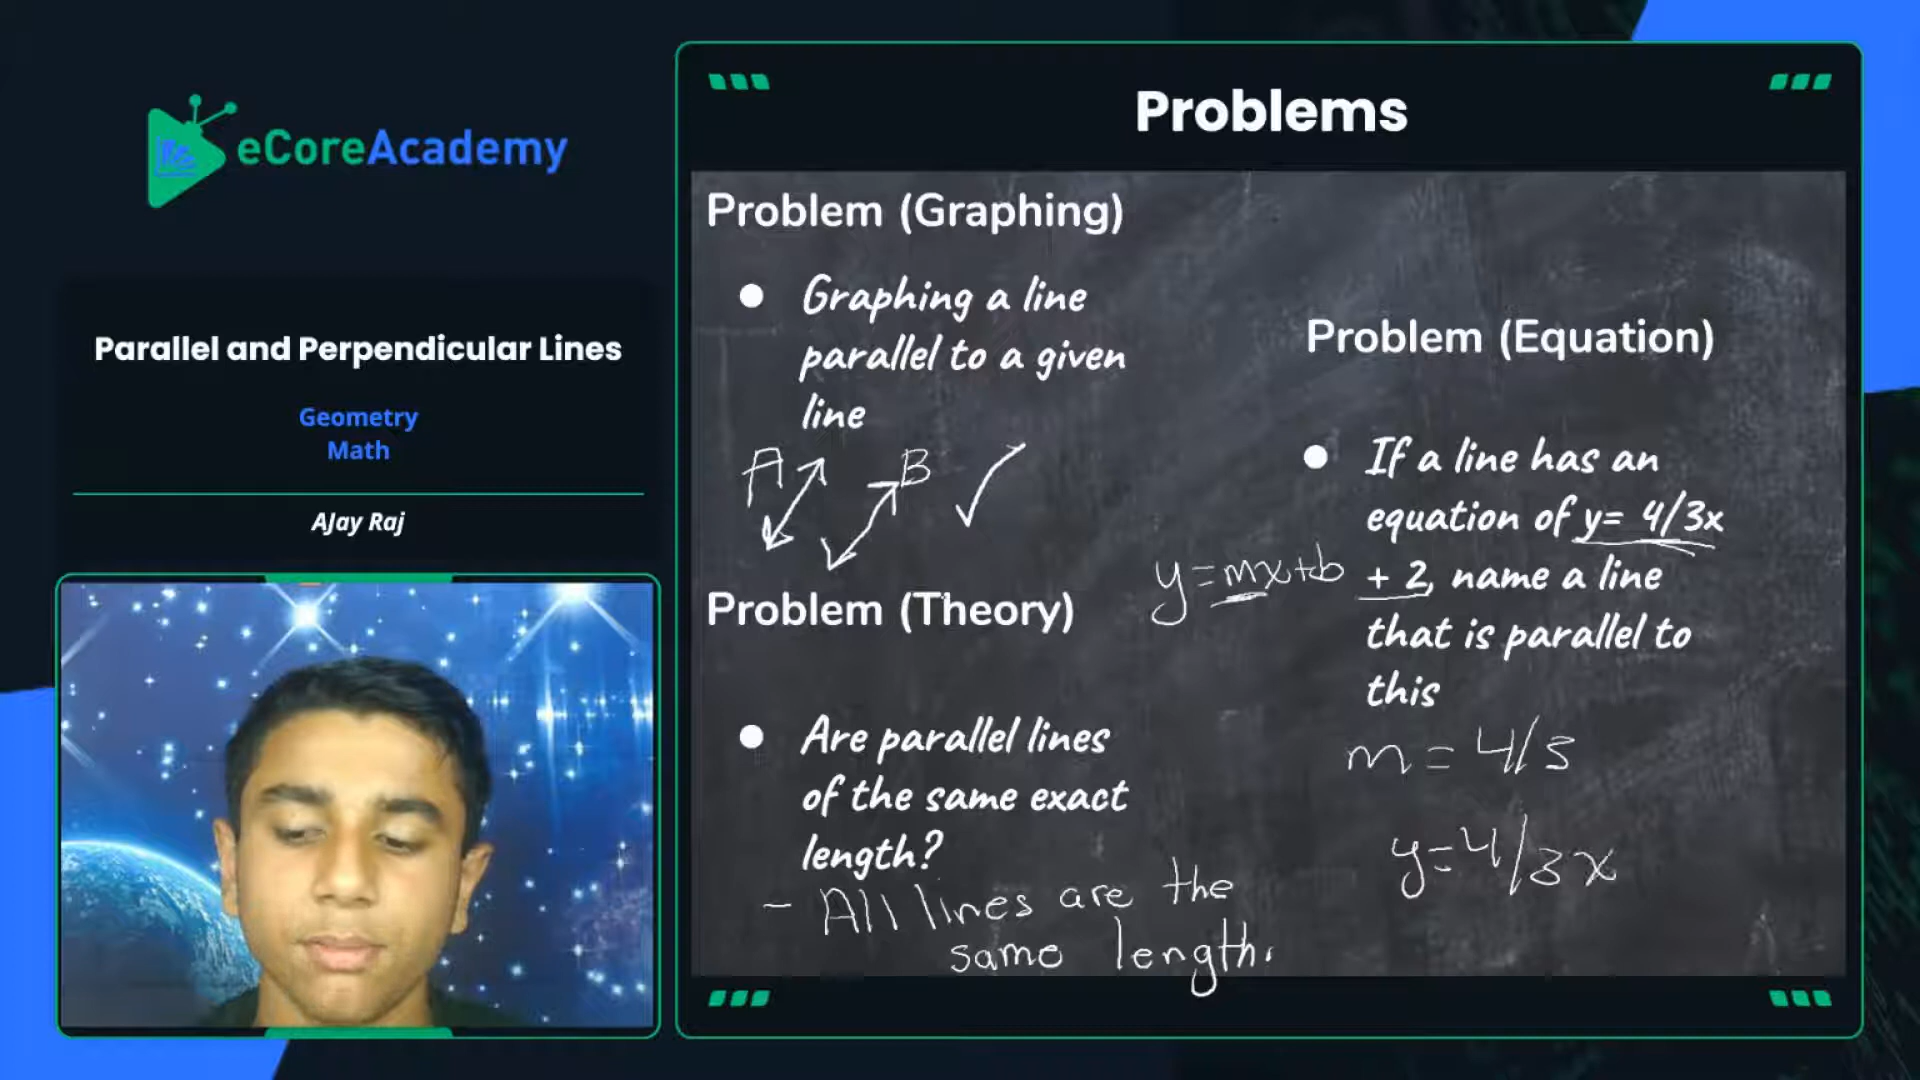 eCoreAcademy
Parallel and Perpendicular Lines
Geometry
Math
AJay Raj
Problems
Problem (Graphing)
● Graphing a line
parallel to a given
line
A B
Problem (Theory)
● Are parallel lines
of the same exact
length?
- All lines are the
same length.
Problem (Equation)
● If a line has an
equation of y= 4/3x
+ 2, name a line
that is parallel to
this
y=mx+b
m = 4/3
y=4/3x